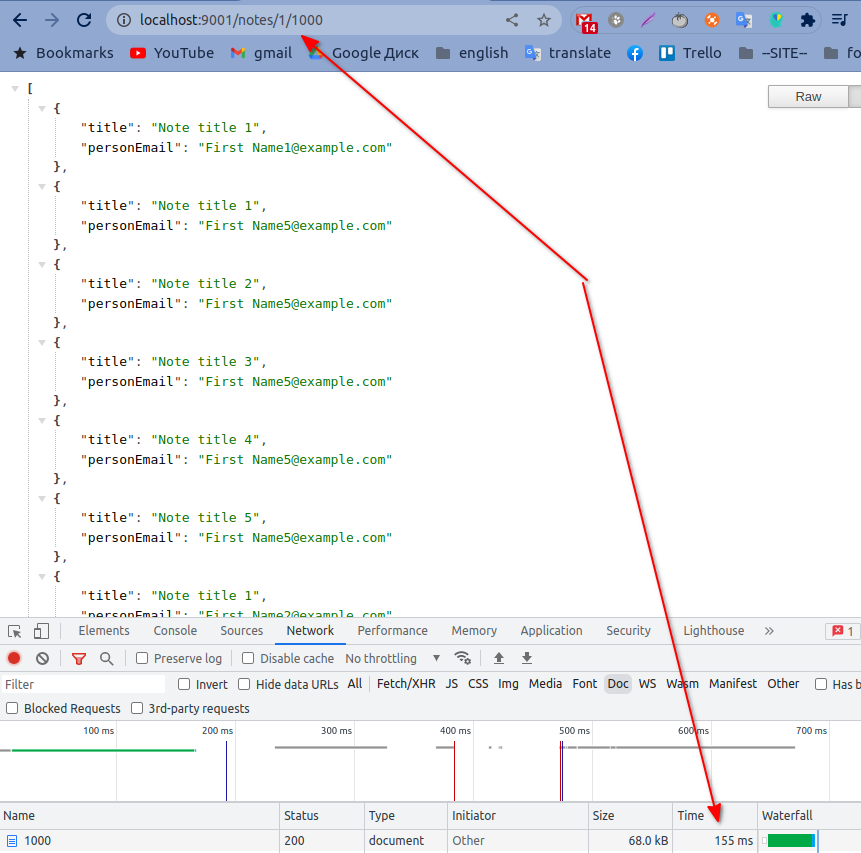 localhost:9001/notes/1/1000
14
Bookmarks YouTube gmail Google Диск english translate Trello --SITE-- fo
[
Raw
{
"title": "Note title 1",
"personEmail": "First Name1@example.com"
},
{
"title": "Note title 1",
"personEmail": "First Name5@example.com"
},
{
"title": "Note title 2",
"personEmail": "First Name5@example.com"
},
{
"title": "Note title 3",
"personEmail": "First Name5@example.com"
},
{
"title": "Note title 4",
"personEmail": "First Name5@example.com"
},
{
"title": "Note title 5",
"personEmail": "First Name5@example.com"
},
{
"title": "Note title 1",
"personEmail": "First Name2@example.com"
Elements Console Sources Network Performance Memory Application Security Lighthouse » 1
Preserve log Disable cache No throttling
Filter Invert Hide data URLs All Fetch/XHR JS CSS Img Media Font Doc WS Wasm Manifest Other Has b
Blocked Requests 3rd-party requests
100 ms 200 ms 300 ms 400 ms 500 ms 600 ms 700 ms
Name Status Type Initiator Size Time Waterfall
1000 200 document Other 68.0 kB 155 ms